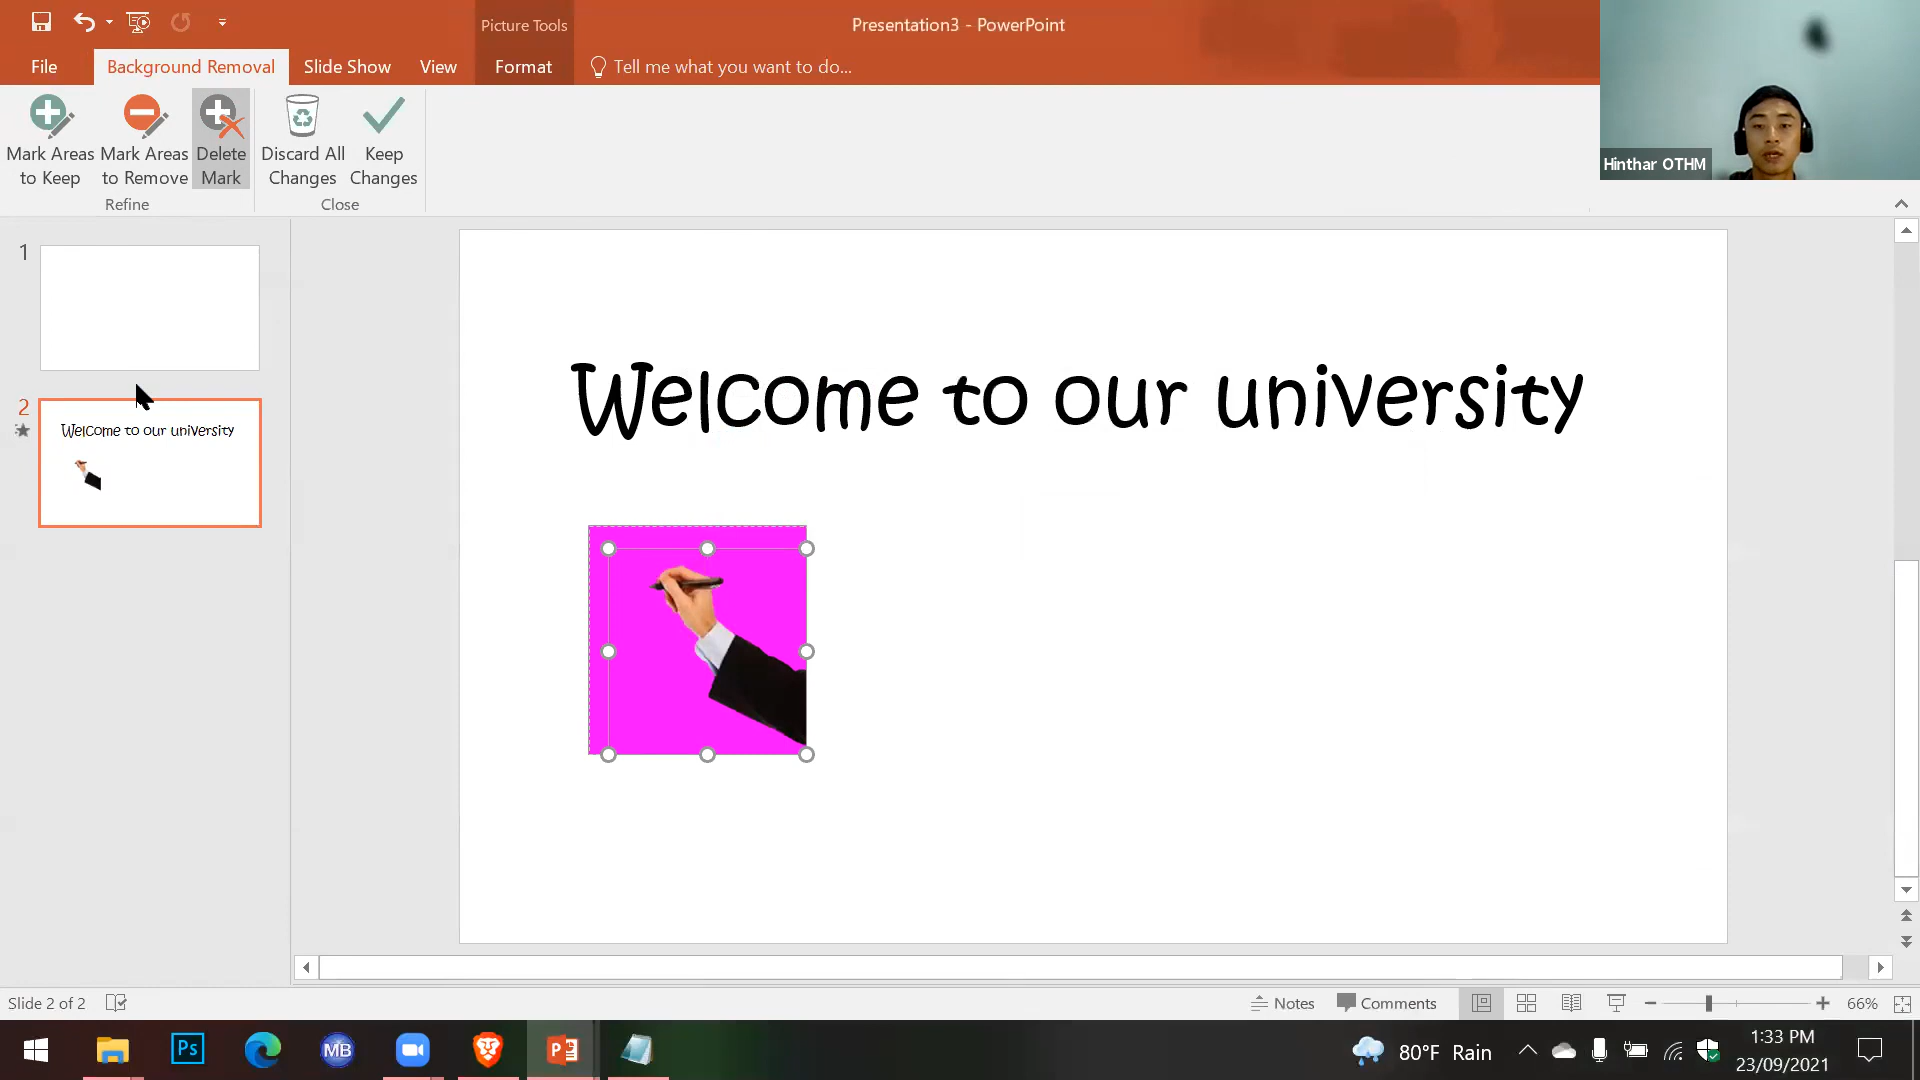 Picture Tools
Presentation3 - PowerPoint
File
Background Removal
Slide Show
View
Format
Tell me what you want to do...
Mark Areas to Keep
Mark Areas to Remove
Delete Mark
Discard All Changes
Keep Changes
Refine
Close
Hinthar OTHM
1
2
Welcome to our university
Welcome to our university
Slide 2 of 2
Notes
Comments
66%
Ps
MB
P
80°F Rain
1:33 PM
23/09/2021